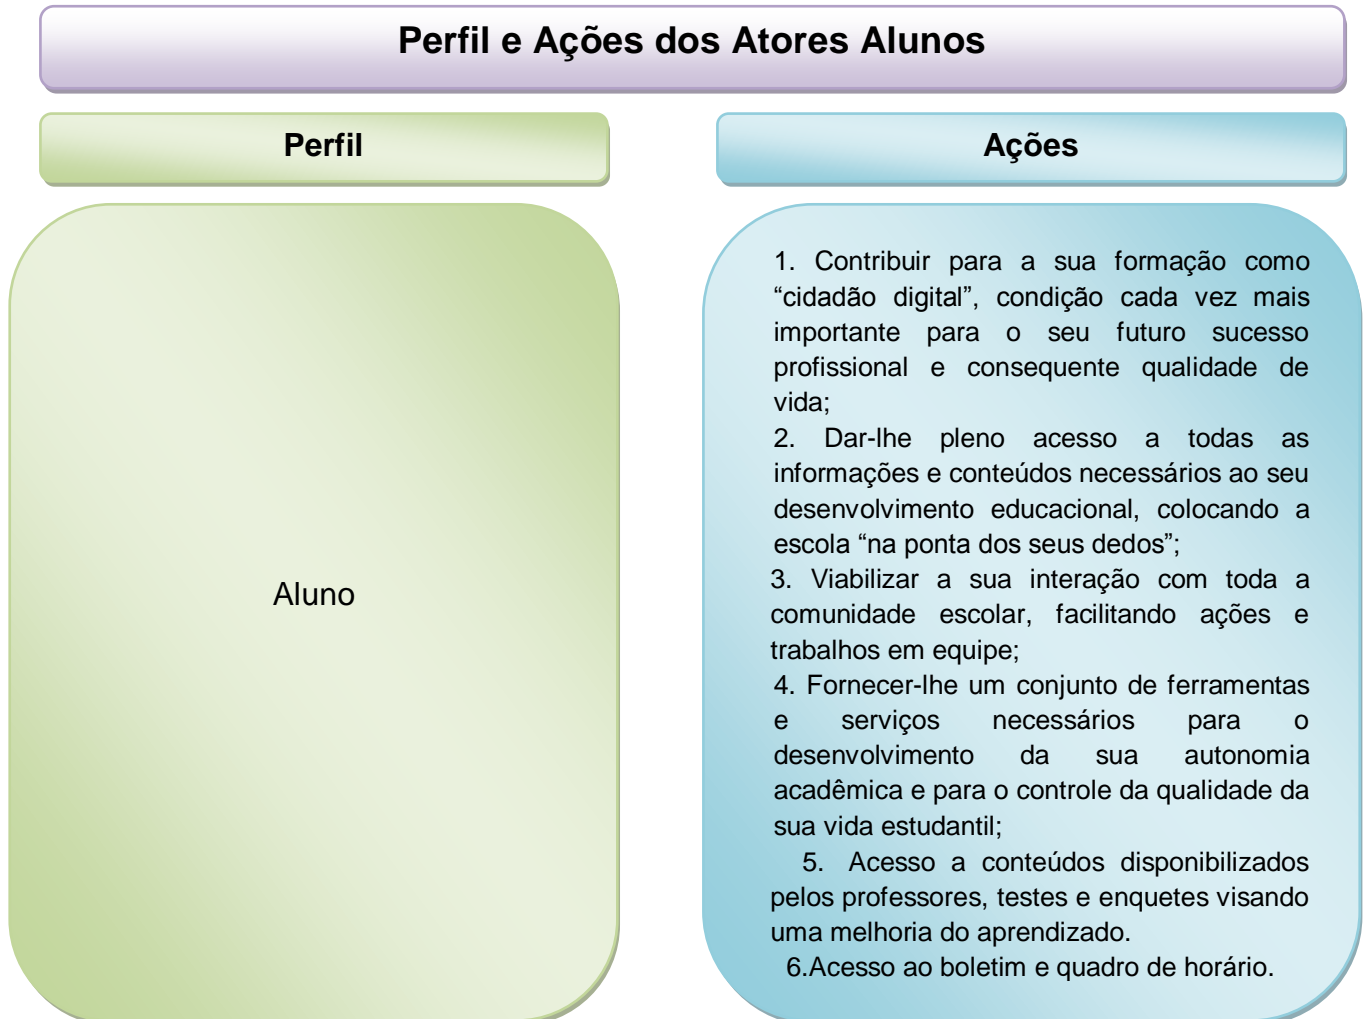 Perfil e Ações dos Atores Alunos
Perfil
Ações
Aluno
1. Contribuir para a sua formação como
“cidadão digital”, condição cada vez mais
importante para o seu futuro sucesso
profissional e consequente qualidade de
vida;
2. Dar-lhe pleno acesso a todas as
informações e conteúdos necessários ao seu
desenvolvimento educacional, colocando a
escola “na ponta dos seus dedos”;
3. Viabilizar a sua interação com toda a
comunidade escolar, facilitando ações e
trabalhos em equipe;
4. Fornecer-lhe um conjunto de ferramentas
e serviços necessários para o
desenvolvimento da sua autonomia
acadêmica e para o controle da qualidade da
sua vida estudantil;
5. Acesso a conteúdos disponibilizados
pelos professores, testes e enquetes visando
uma melhoria do aprendizado.
6.Acesso ao boletim e quadro de horário.